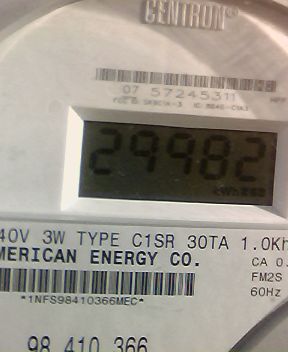 CENTRON®
07 57245311
29982
kWh
40V 3W TYPE C1SR 30TA 1.0Kh
MERICAN ENERGY CO.
CA 0.
FM2S
60Hz
*1NFS98410366MEC*
98 410 366